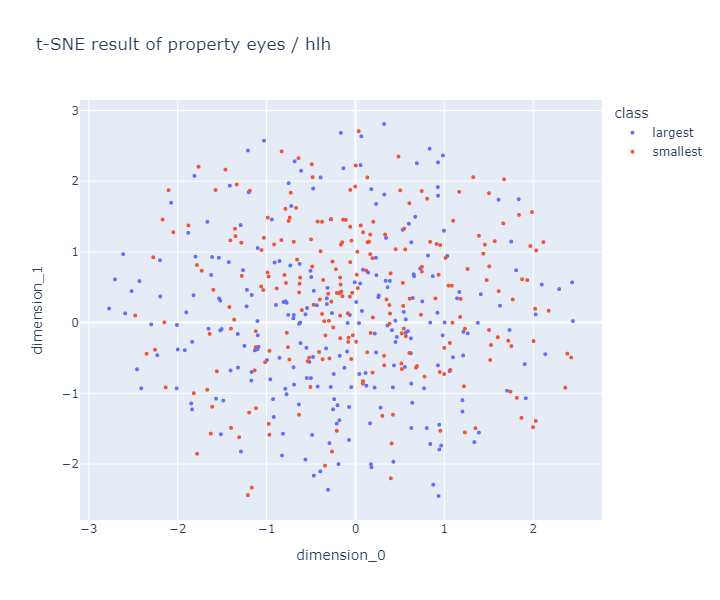 t-SNE result of property eyes / hlh
class
largest
smallest
3
2
1
0
−1
−2
dimension_1
−3
−2
−1
0
1
2
dimension_0